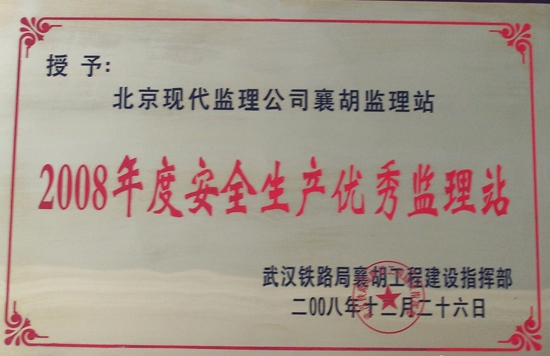 授 予:
北京现代监理公司襄胡监理站
2008年度安全生产优秀监理站
武汉铁路局襄胡工程建设指挥部
二00八年十二月二十六日